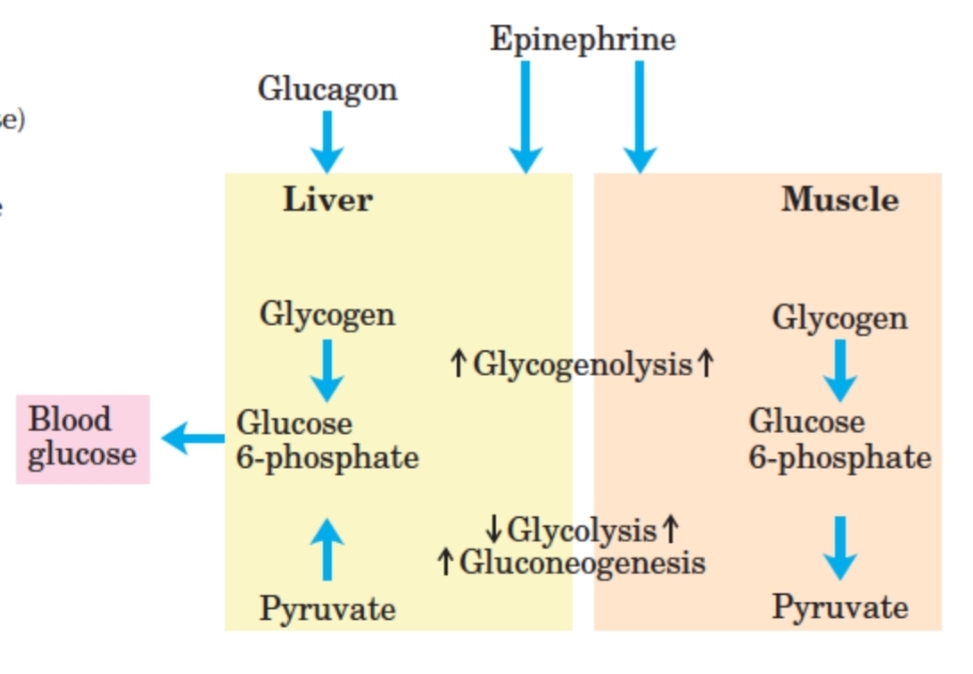 Epinephrine
Glucagon
se)
Liver
Muscle
Glycogen
Glycogen
↑ Glycogenolysis ↑
Blood
glucose
Glucose
6-phosphate
Glucose
6-phosphate
↓ Glycolysis ↑
↑ Gluconeogenesis
Pyruvate
Pyruvate